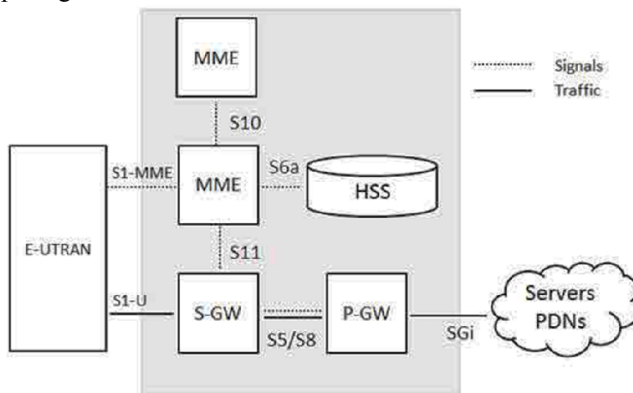 MME
Signals
Traffic
S10
S1-MME
MME
S6a
HSS
E-UTRAN
S11
S1-U
S-GW
S5/S8
P-GW
SGi
Servers
PDNs